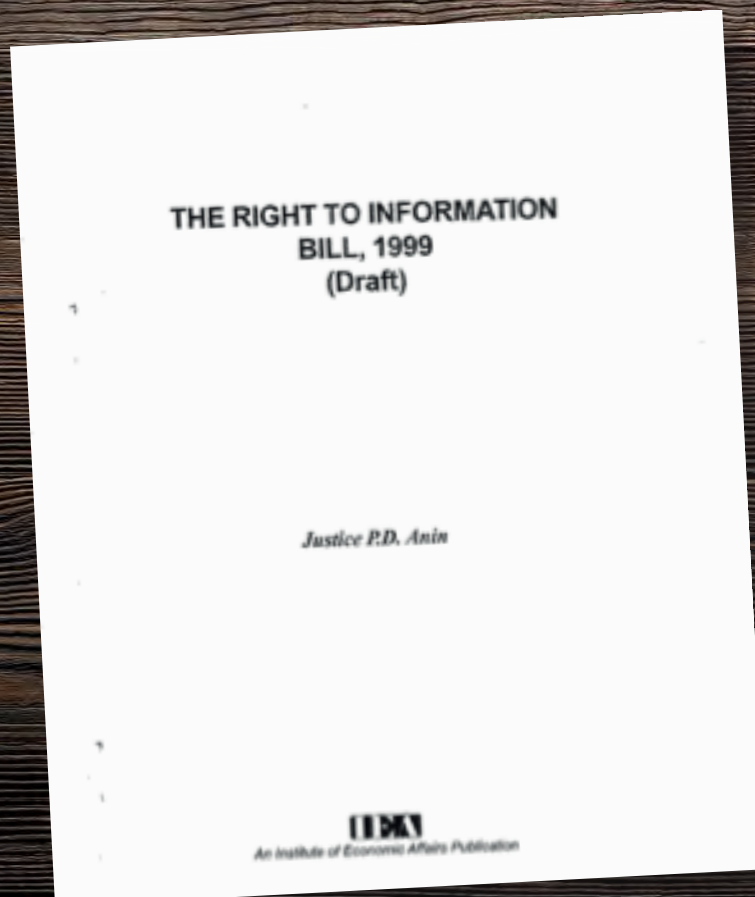 THE RIGHT TO INFORMATION
BILL, 1999
(Draft)
Justice P.D. Anin
IEA
An Institute of Economic Affairs Publication